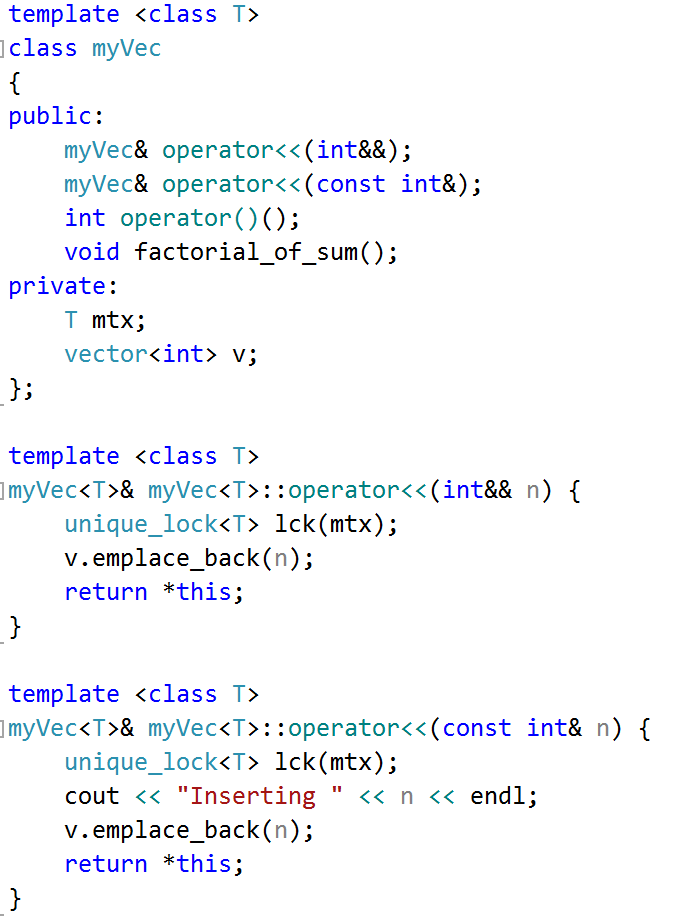 template <class T>
class myVec
{
public:
    myVec& operator<<(int&&);
    myVec& operator<<(const int&);
    int operator()();
    void factorial_of_sum();
private:
    T mtx;
    vector<int> v;
};

template <class T>
myVec<T>& myVec<T>::operator<<(int&& n) {
    unique_lock<T> lck(mtx);
    v.emplace_back(n);
    return *this;
}

template <class T>
myVec<T>& myVec<T>::operator<<(const int& n) {
    unique_lock<T> lck(mtx);
    cout << "Inserting " << n << endl;
    v.emplace_back(n);
    return *this;
}